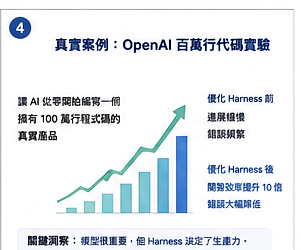 4
真實案例：OpenAI 百萬行代碼實驗
讓 AI 從零開始編寫一個
擁有 100 萬行程式碼的
真實產品
優化 Harness 前
進展緩慢
錯誤頻繁
優化 Harness 後
開發效率提升 10 倍
錯誤大幅降低
關鍵洞察：模型很重要，但 Harness 決定了生產力。